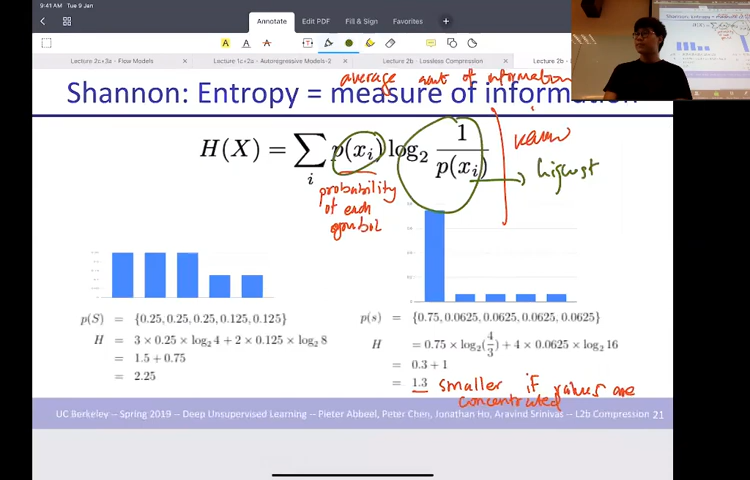 9:41 AM Tue Jan
Annotate
Edit PDF
Fill & Sign
Favorites
Lecture 2c+3a - Flow Models
Lecture 1c+2a - Autoregressive Models-2
Lecture 2b - Lossless Compression
average amt of information
Shannon: Entropy = measure of information
H(X) = ∑ᵢ p(xᵢ) log₂ 1/p(xᵢ)
highest
probability
of each
symbol
p(S) = {0.25, 0.25, 0.25, 0.125, 0.125}
H = 3 × 0.25 × log₂ 4 + 2 × 0.125 × log₂ 8
= 1.5 + 0.75
= 2.25
p(s) = {0.75, 0.0625, 0.0625, 0.0625, 0.0625}
H = 0.75 × log₂(4/3) + 4 × 0.0625 × log₂ 16
= 0.3 + 1
= 1.3 smaller if values are
concentrated
UC Berkeley -- Spring 2019 -- Deep Unsupervised Learning -- Pieter Abbeel, Peter Chen, Jonathan Ho, Aravind Srinivas -- L2b Compression 21